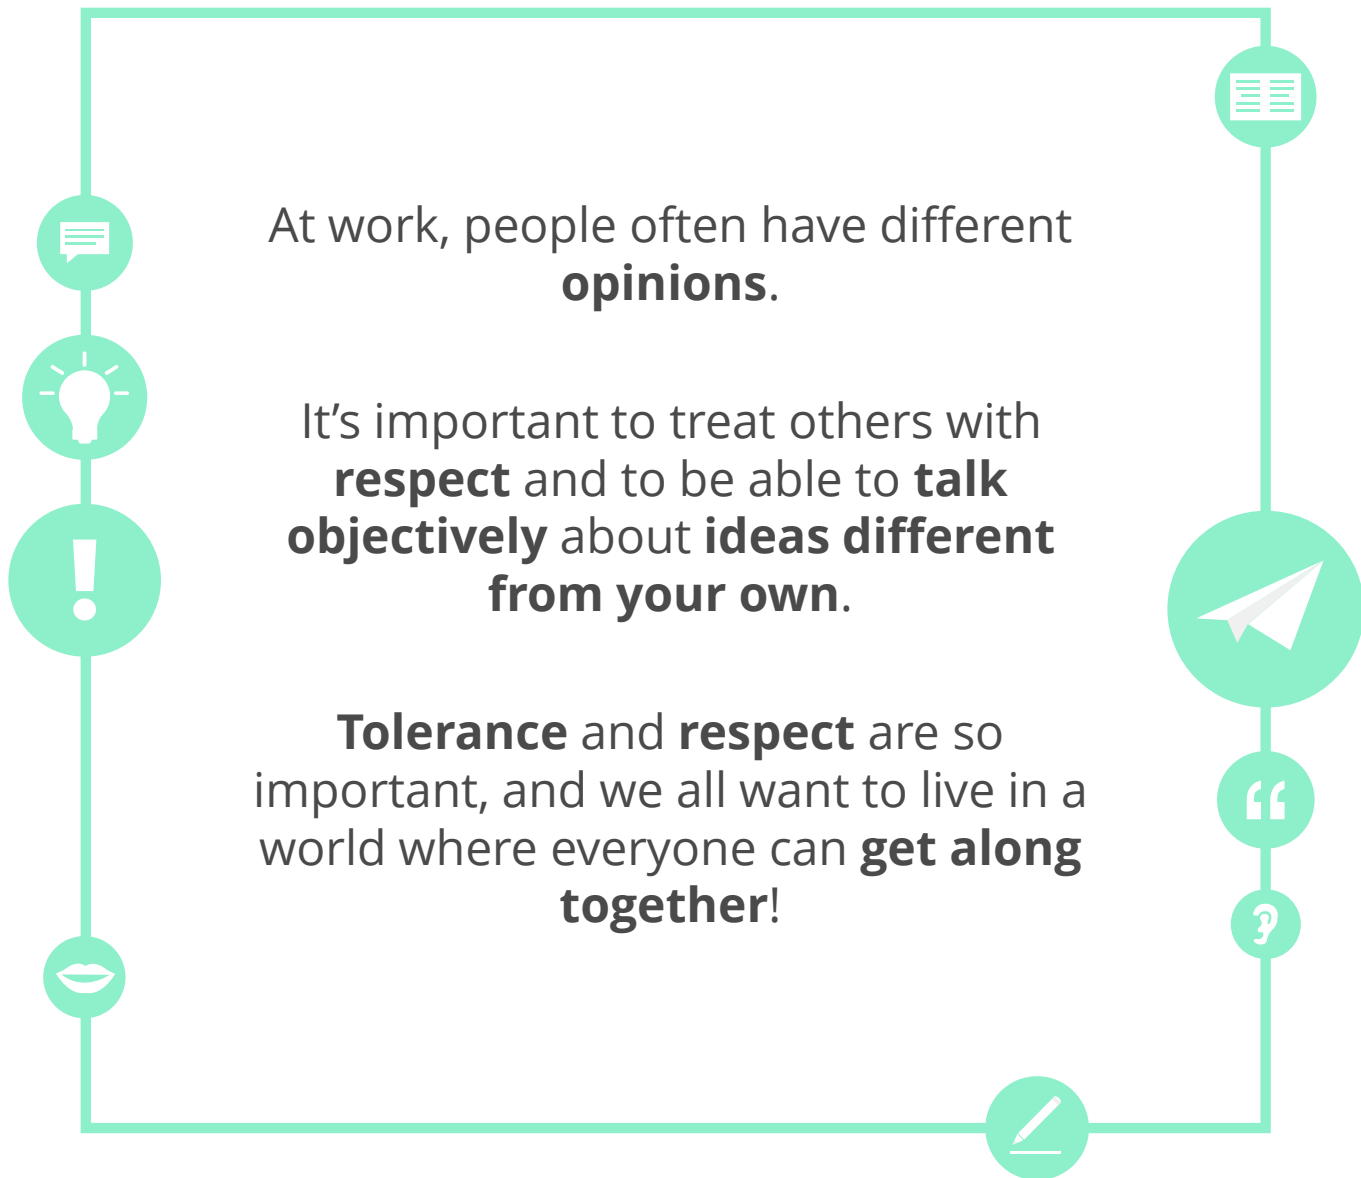 At work, people often have different
opinions.
It’s important to treat others with
respect and to be able to talk
objectively about ideas different
from your own.
Tolerance and respect are so
important, and we all want to live in a
world where everyone can get along
together!